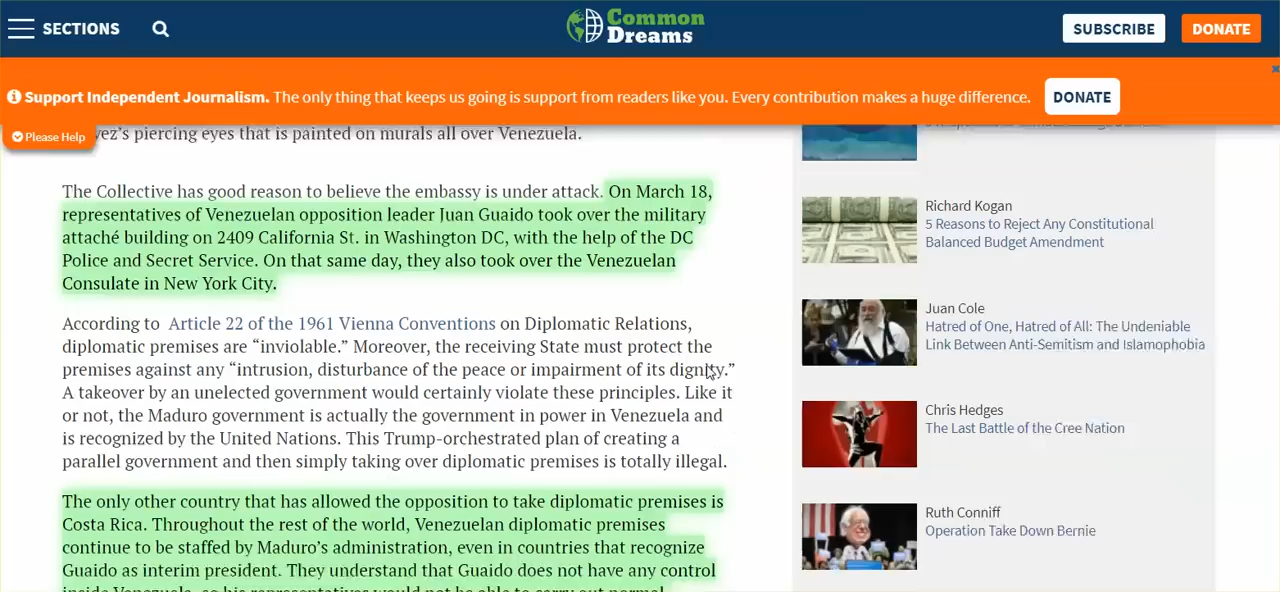 SECTIONS
Common
Dreams
SUBSCRIBE
DONATE
Support Independent Journalism. The only thing that keeps us going is support from readers like you. Every contribution makes a huge difference.
DONATE
Please Help
piercing eyes that is painted on murals all over Venezuela.
The Collective has good reason to believe the embassy is under attack. On March 18,
representatives of Venezuelan opposition leader Juan Guaido took over the military
attaché building on 2409 California St. in Washington DC, with the help of the DC
Police and Secret Service. On that same day, they also took over the Venezuelan
Consulate in New York City.
According to Article 22 of the 1961 Vienna Conventions on Diplomatic Relations,
diplomatic premises are “inviolable.” Moreover, the receiving State must protect the
premises against any “intrusion, disturbance of the peace or impairment of its dignity.”
A takeover by an unelected government would certainly violate these principles. Like it
or not, the Maduro government is actually the government in power in Venezuela and
is recognized by the United Nations. This Trump-orchestrated plan of creating a
parallel government and then simply taking over diplomatic premises is totally illegal.
The only other country that has allowed the opposition to take diplomatic premises is
Costa Rica. Throughout the rest of the world, Venezuelan diplomatic premises
continue to be staffed by Maduro’s administration, even in countries that recognize
Guaido as interim president. They understand that Guaido does not have any control
inside Venezuela, so his representatives would not be able to carry out normal
Richard Kogan
5 Reasons to Reject Any Constitutional
Balanced Budget Amendment
Juan Cole
Hatred of One, Hatred of All: The Undeniable
Link Between Anti-Semitism and Islamophobia
Chris Hedges
The Last Battle of the Cree Nation
Ruth Conniff
Operation Take Down Bernie